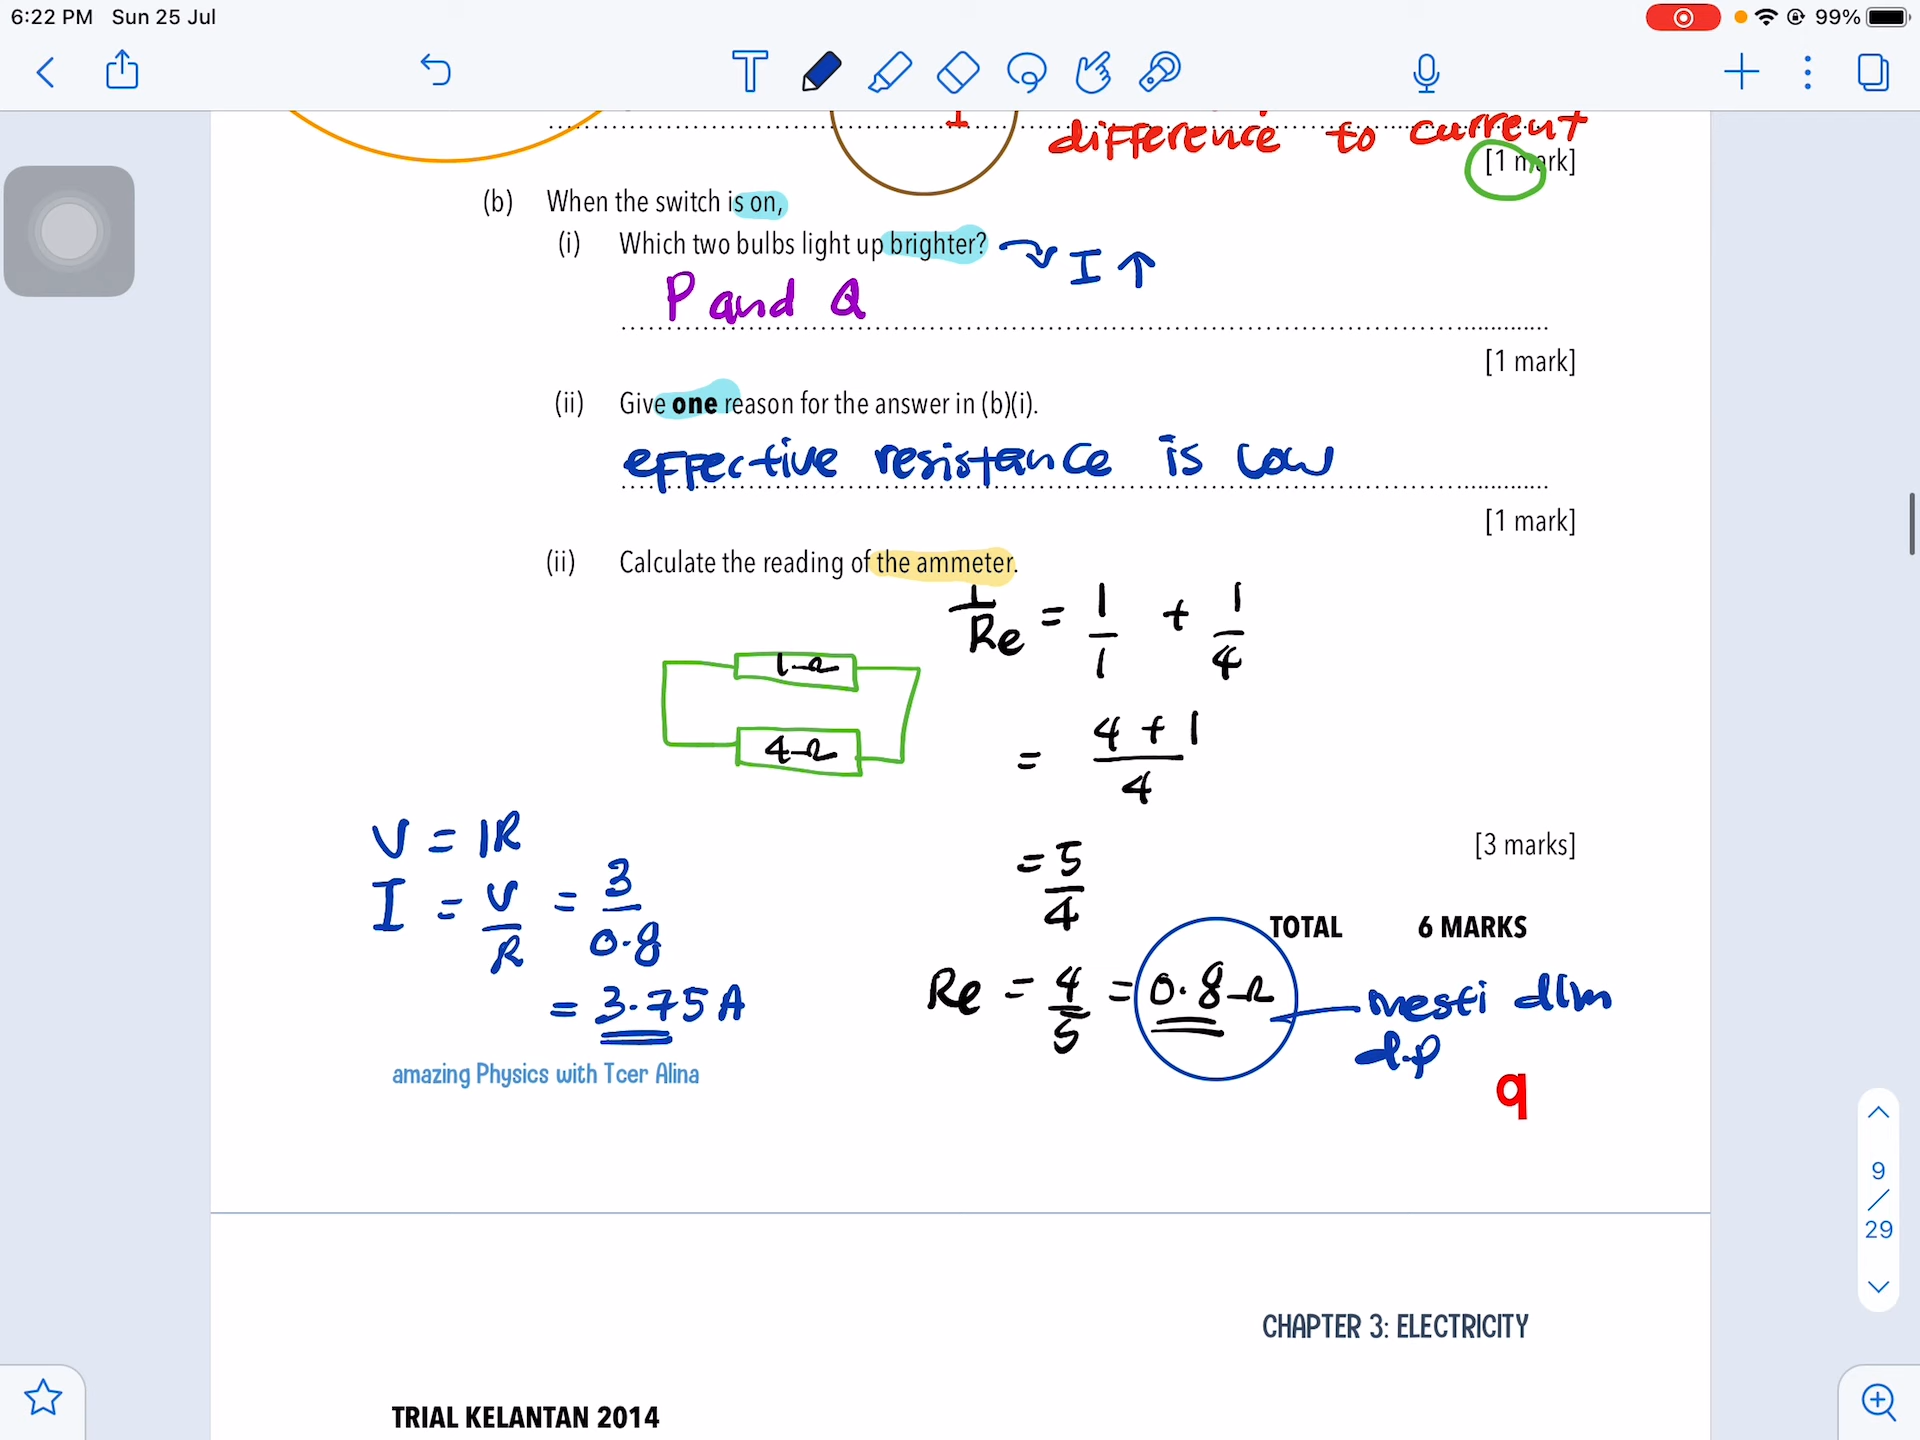 6:22 PM Sun 25 Jul
99%
T
I
difference to current
[1 mark]
(b) When the switch is on,
(i) Which two bulbs light up brighter? I ↑
P and Q
[1 mark]
(ii) Give one reason for the answer in (b)(i).
effective resistance is low
[1 mark]
(ii) Calculate the reading of the ammeter.
1/Re = 1/1 + 1/4
1Ω
4Ω
= 4 + 1/4
V = IR
[3 marks]
= 5/4
I = V/R = 3/0.8
TOTAL 6 MARKS
Re = 4/5 = 0.8Ω mesti dlm
d.p
= 3.75 A
amazing Physics with Tcer Alina
9
9
/
29
CHAPTER 3: ELECTRICITY
TRIAL KELANTAN 2014